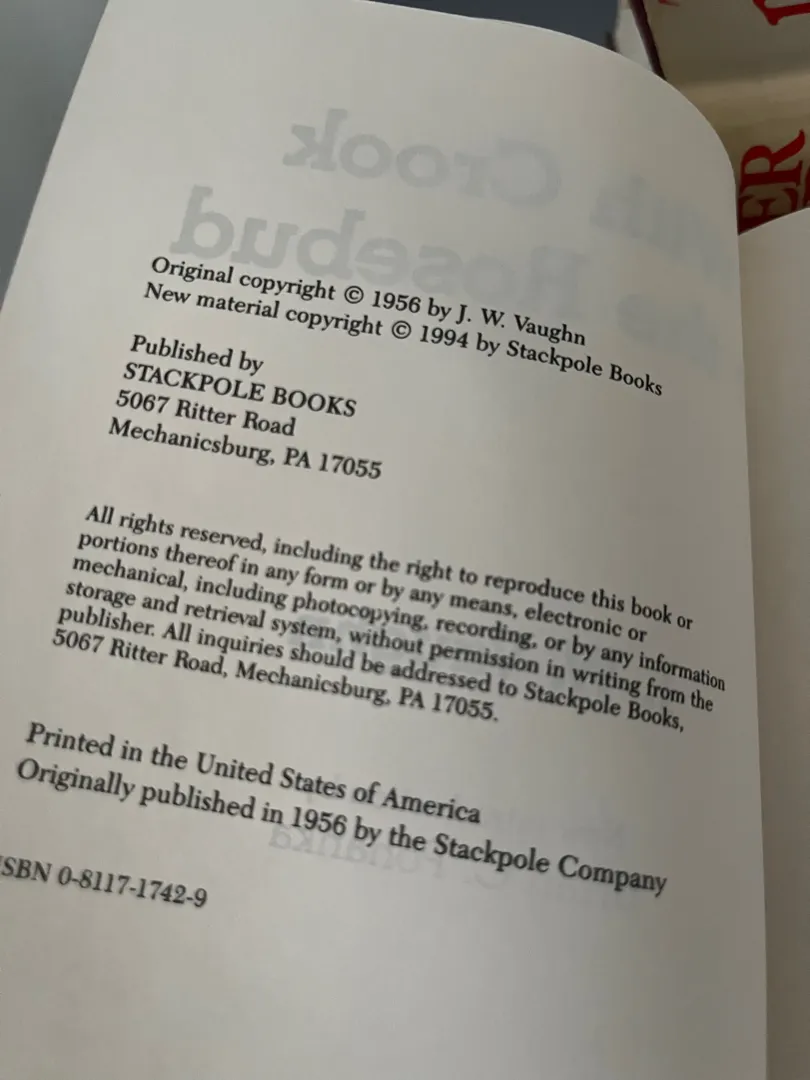 Original copyright © 1956 by J. W. Vaughn
New material copyright © 1994 by Stackpole Books
Published by
STACKPOLE BOOKS
5067 Ritter Road
Mechanicsburg, PA 17055
All rights reserved, including the right to reproduce this book or
portions thereof in any form or by any means, electronic or
mechanical, including photocopying, recording, or by any information
storage and retrieval system, without permission in writing from the
publisher. All inquiries should be addressed to Stackpole Books,
5067 Ritter Road, Mechanicsburg, PA 17055.
Printed in the United States of America
Originally published in 1956 by the Stackpole Company
ISBN 0-8117-1742-9
Crook
Rosebud
ER